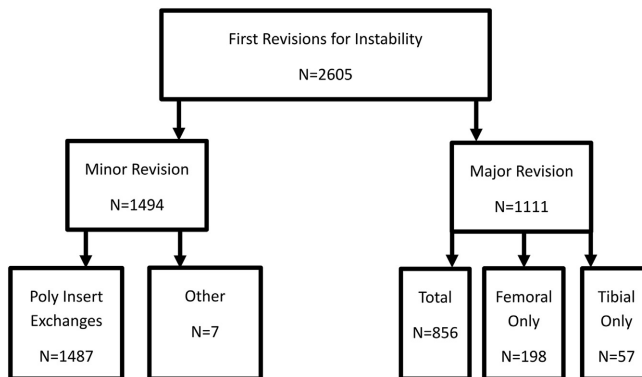 First Revisions for Instability
N=2605
Minor Revision
N=1494
Major Revision
N=1111
Poly Insert
Exchanges
N=1487
Other
N=7
Total
N=856
Femoral
Only
N=198
Tibial
Only
N=57